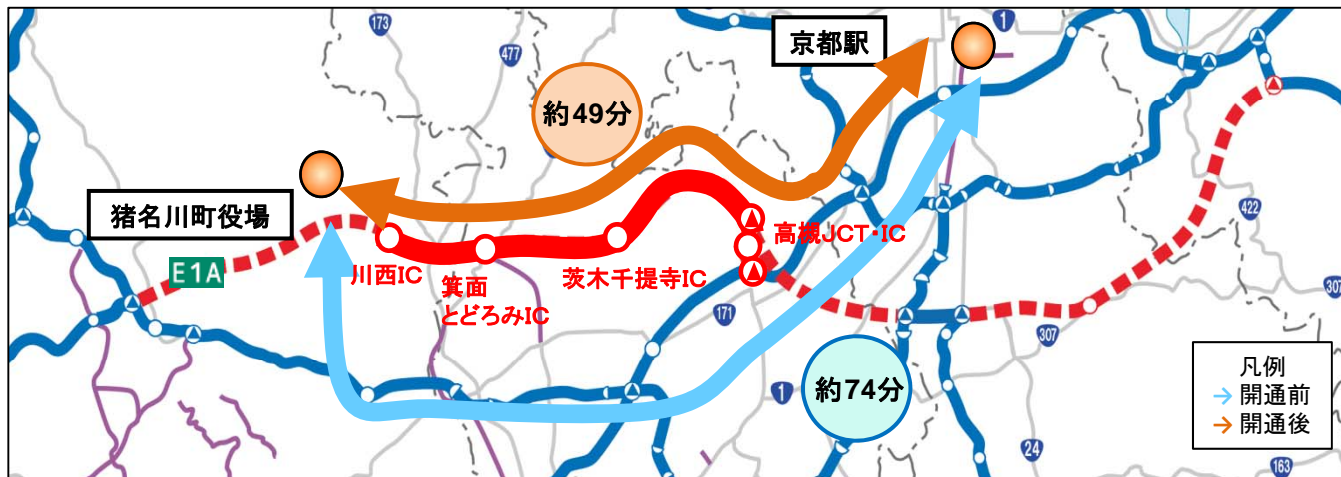 173
477
1
京都駅
約49分
猪名川町役場
E1A
川西IC
箕面
とどろみIC
茨木千提寺IC
高槻JCT・IC
171
422
307
307
約74分
1
24
163
凡例
→開通前
→開通後